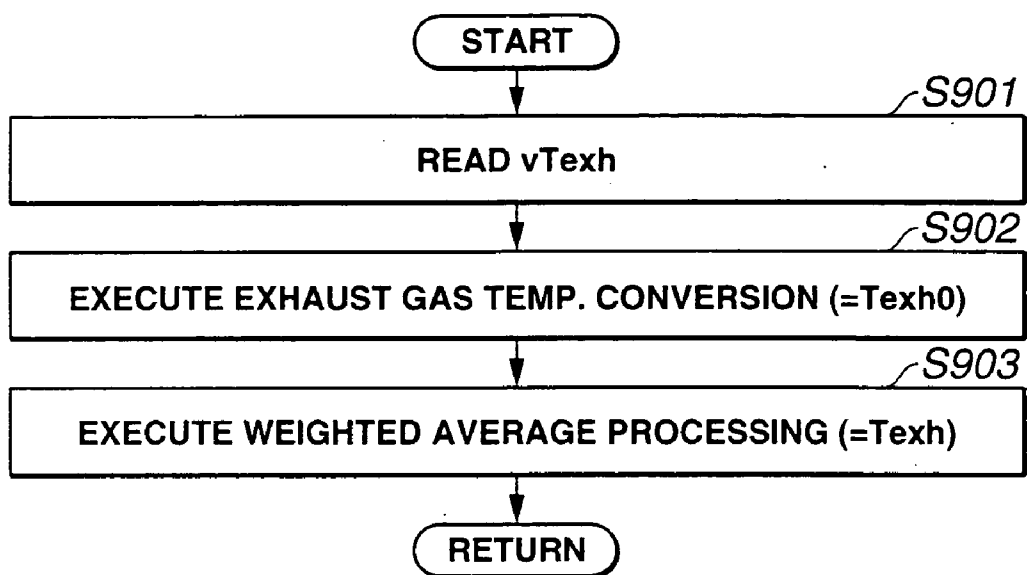 START
S901
READ vTexh
S902
EXECUTE EXHAUST GAS TEMP. CONVERSION (=Texh0)
S903
EXECUTE WEIGHTED AVERAGE PROCESSING (=Texh)
RETURN